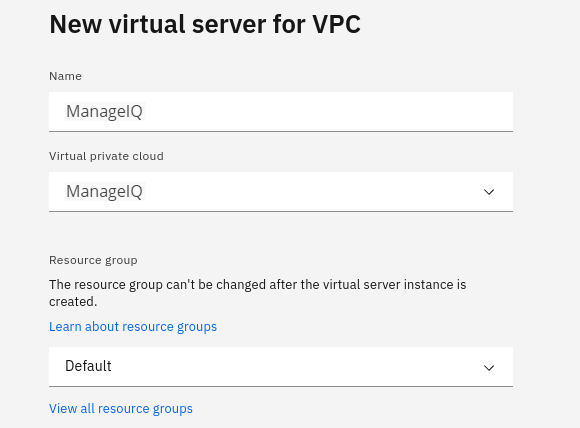 New virtual server for VPC
Name
ManageIQ
Virtual private cloud
ManageIQ
Resource group
The resource group can't be changed after the virtual server instance is
created.
Learn about resource groups
Default
View all resource groups